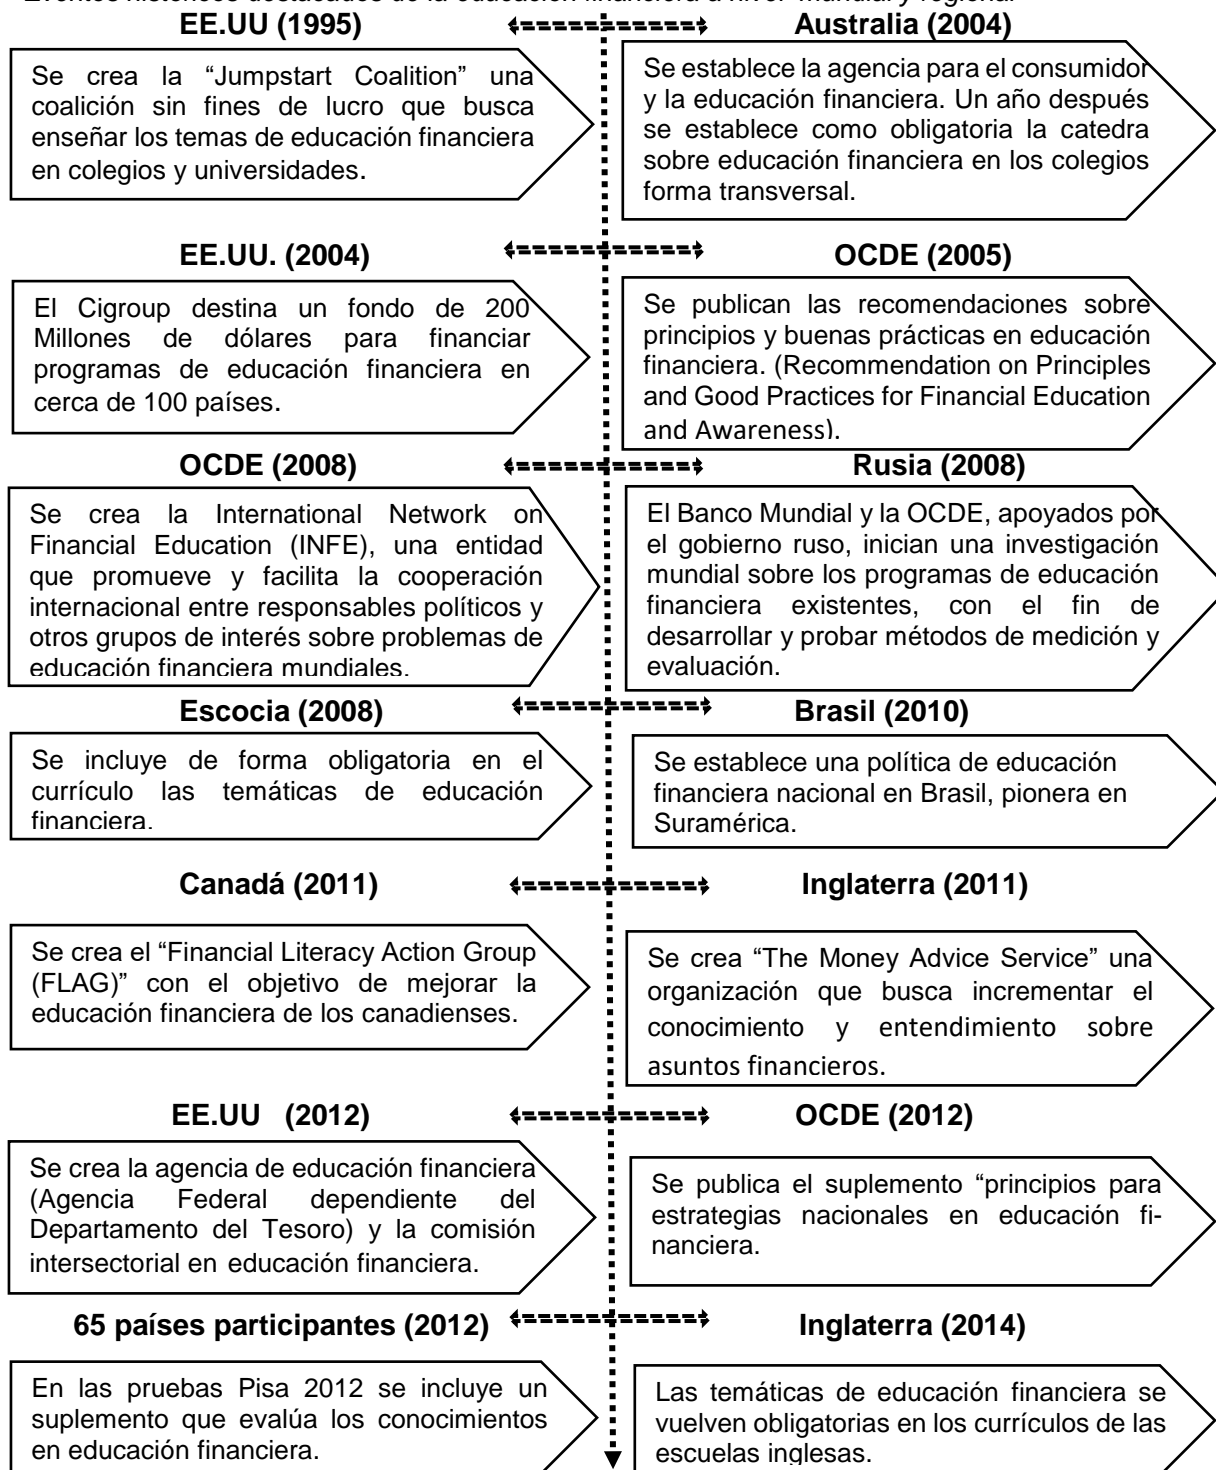 Eventos históricos destacados de la educación financiera a nivel mundial y regional
EE.UU (1995)
Se crea la “Jumpstart Coalition” una
coalición sin fines de lucro que busca
enseñar los temas de educación financiera
en colegios y universidades.
Australia (2004)
Se establece la agencia para el consumidor
y la educación financiera. Un año después
se establece como obligatoria la catedra
sobre educación financiera en los colegios
forma transversal.
EE.UU. (2004)
El Cigroup destina un fondo de 200
Millones de dólares para financiar
programas de educación financiera en
cerca de 100 países.
OCDE (2005)
Se publican las recomendaciones sobre
principios y buenas prácticas en educación
financiera. (Recommendation on Principles
and Good Practices for Financial Education
and Awareness).
OCDE (2008)
Se crea la International Network on
Financial Education (INFE), una entidad
que promueve y facilita la cooperación
internacional entre responsables políticos y
otros grupos de interés sobre problemas de
educación financiera mundiales.
Rusia (2008)
El Banco Mundial y la OCDE, apoyados por
el gobierno ruso, inician una investigación
mundial sobre los programas de educación
financiera existentes, con el fin de
desarrollar y probar métodos de medición y
evaluación.
Escocia (2008)
Se incluye de forma obligatoria en el
currículo las temáticas de educación
financiera.
Brasil (2010)
Se establece una política de educación
financiera nacional en Brasil, pionera en
Suramérica.
Canadá (2011)
Se crea el “Financial Literacy Action Group
(FLAG)” con el objetivo de mejorar la
educación financiera de los canadienses.
Inglaterra (2011)
Se crea “The Money Advice Service” una
organización que busca incrementar el
conocimiento y entendimiento sobre
asuntos financieros.
EE.UU (2012)
Se crea la agencia de educación financiera
(Agencia Federal dependiente del
Departamento del Tesoro) y la comisión
intersectorial en educación financiera.
OCDE (2012)
Se publica el suplemento “principios para
estrategias nacionales en educación fi-
nanciera.
65 países participantes (2012)
En las pruebas Pisa 2012 se incluye un
suplemento que evalúa los conocimientos
en educación financiera.
Inglaterra (2014)
Las temáticas de educación financiera se
vuelven obligatorias en los currículos de las
escuelas inglesas.